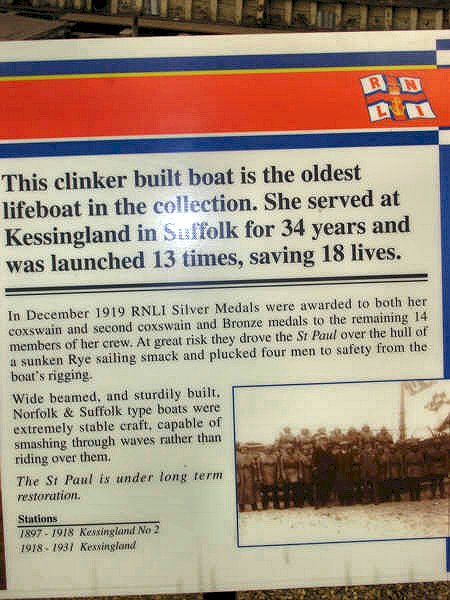 R N
L I
This clinker built boat is the oldest
lifeboat in the collection. She served at
Kessingland in Suffolk for 34 years and
was launched 13 times, saving 18 lives.
In December 1919 RNLI Silver Medals were awarded to both her
coxswain and second coxswain and Bronze medals to the remaining 14
members of her crew. At great risk they drove the St Paul over the hull of
a sunken Rye sailing smack and plucked four men to safety from the
boat's rigging.
Wide beamed, and sturdily built,
Norfolk & Suffolk type boats were
extremely stable craft, capable of
smashing through waves rather than
riding over them.
The St Paul is under long term
restoration.
Stations
1897 - 1918 Kessingland No 2
1918 - 1931 Kessingland